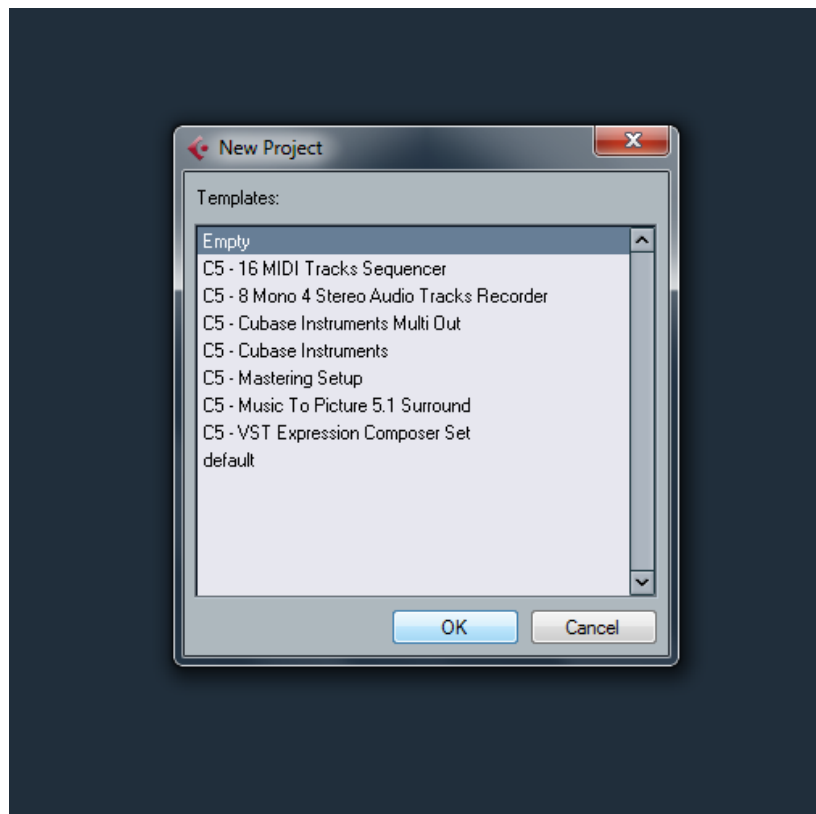 New Project
Templates:
Empty
C5 - 16 MIDI Tracks Sequencer
C5 - 8 Mono 4 Stereo Audio Tracks Recorder
C5 - Cubase Instruments Multi Out
C5 - Cubase Instruments
C5 - Mastering Setup
C5 - Music To Picture 5.1 Surround
C5 - VST Expression Composer Set
default
OK Cancel